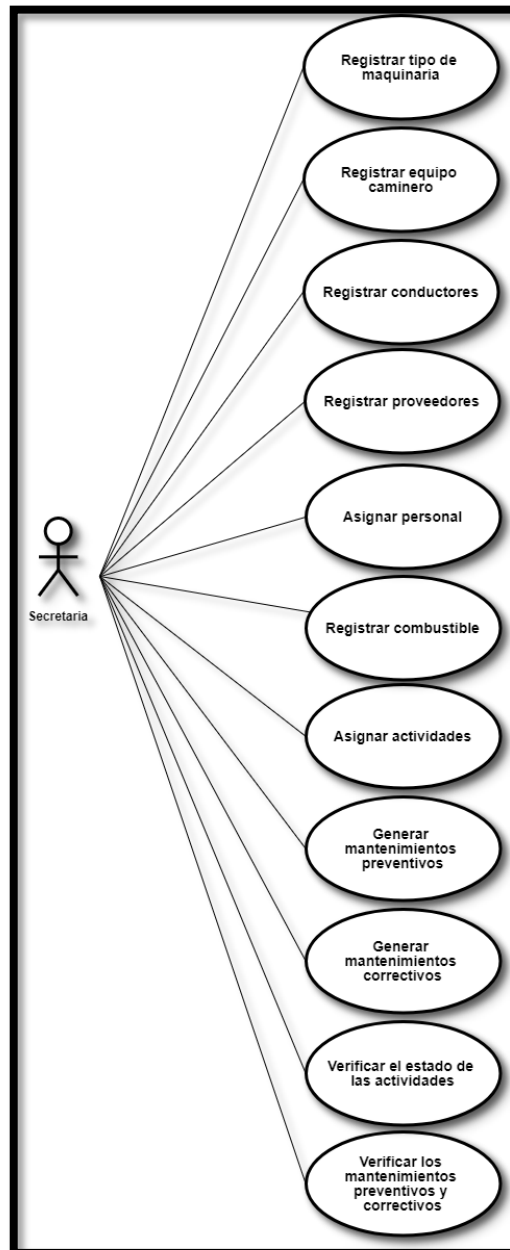 Registrar tipo de
maquinaria
Registrar equipo
caminero
Registrar conductores
Registrar proveedores
Asignar personal
Secretaria
Registrar combustible
Asignar actividades
Generar
mantenimientos
preventivos
Generar
mantenimientos
correctivos
Verificar el estado de
las actividades
Verificar los
mantenimientos
preventivos y
correctivos